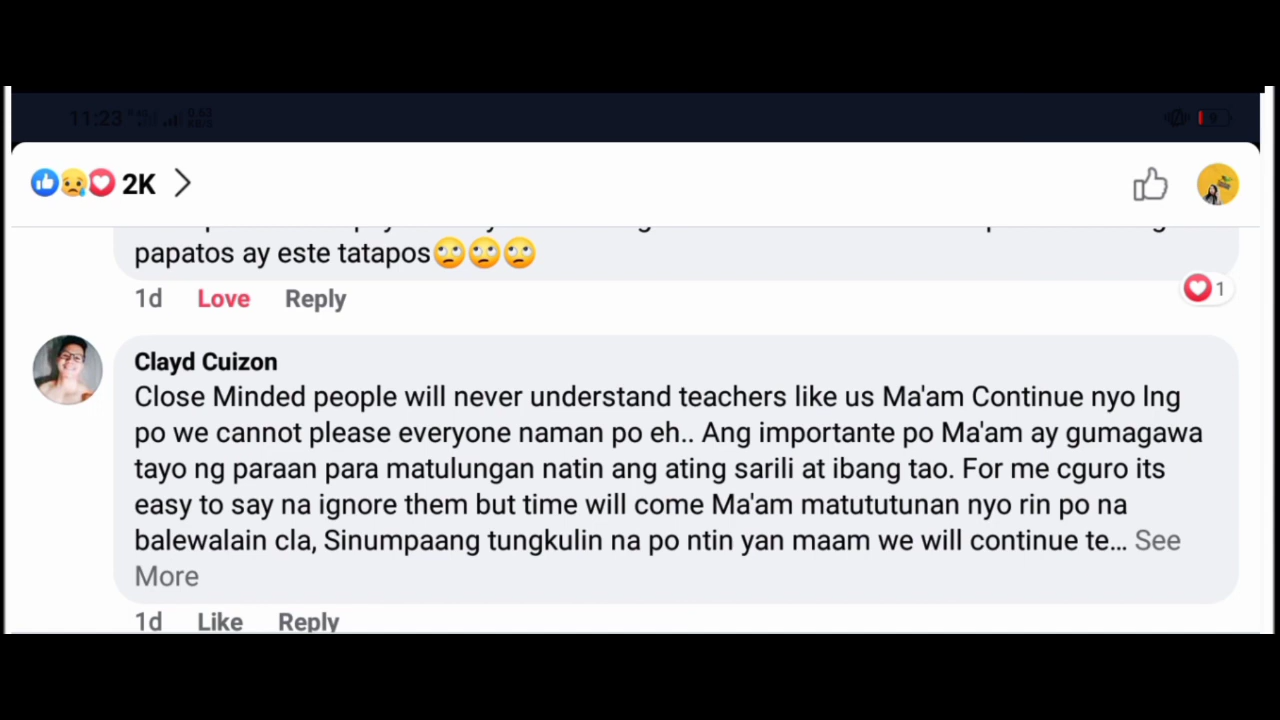 11:23
2K
papatos ay este tatapos🙄🙄🙄
1d Love Reply
1
Clayd Cuizon
Close Minded people will never understand teachers like us Ma'am Continue nyo lng
po we cannot please everyone naman po eh.. Ang importante po Ma'am ay gumagawa
tayo ng paraan para matulungan natin ang ating sarili at ibang tao. For me cguro its
easy to say na ignore them but time will come Ma'am matututunan nyo rin po na
balewalain cla, Sinumpaang tungkulin na po ntin yan maam we will continue te... See
More
1d Like Reply